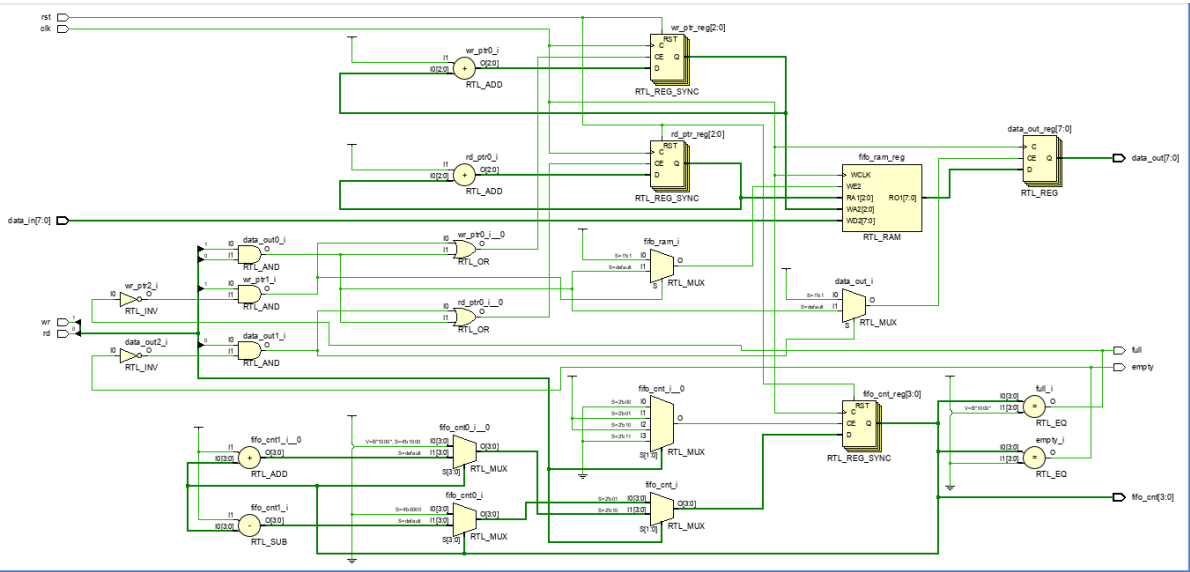 rst
clk
wr_ptr_reg[2:0]
RST
C
CE
Q
D
RTL_REG_SYNC
wr_ptr0_i
I1
I0[2:0]
O[2:0]
+
RTL_ADD
rd_ptr_reg[2:0]
RST
C
CE
Q
D
RTL_REG_SYNC
rd_ptr0_i
I1
I0[2:0]
O[2:0]
+
RTL_ADD
data_out_reg[7:0]
C
CE
Q
D
RTL_REG
data_out[7:0]
fifo_ram_reg
WCLK
WE2
RA1[2:0]
RO1[7:0]
WA2[2:0]
WD2[7:0]
RTL_RAM
data_in[7:0]
data_out0_i
1
I0
O
0
I1
RTL_AND
wr_ptr0_i__0
I0
O
I1
RTL_OR
fifo_ram_i
S=1'b1
I0
O
S=default
I1
S
RTL_MUX
wr_ptr2_i
I0
O
RTL_INV
wr_ptr1_i
1
I0
O
I1
RTL_AND
data_out_i
S=1'b1
I0
O
S=default
I1
S
RTL_MUX
rd_ptr0_i__0
I0
O
I1
RTL_OR
wr
1
rd
0
data_out2_i
I0
O
RTL_INV
data_out1_i
0
I0
O
I1
RTL_AND
full
empty
fifo_cnt_i__0
S=2'b00
I0
S=2'b01
I1
O
S=2'b10
I2
S=2'b11
I3
S[1:0]
RTL_MUX
fifo_cnt_reg[3:0]
RST
C
CE
Q
D
RTL_REG_SYNC
full_i
I0[3:0]
V=B"1000"
I1[3:0]
=
O
RTL_EQ
empty_i
I0[3:0]
I1[3:0]
=
O
RTL_EQ
fifo_cnt1_i__0
I1
I0[3:0]
O[3:0]
+
RTL_ADD
fifo_cnt0_i__0
V=B"1000", S=4'b1000
I0[3:0]
S=default
I1[3:0]
O[3:0]
S[3:0]
RTL_MUX
fifo_cnt1_i
I1
I0[3:0]
O[3:0]
-
RTL_SUB
fifo_cnt0_i
S=4'b0000
I0[3:0]
S=default
I1[3:0]
O[3:0]
S[3:0]
RTL_MUX
fifo_cnt_i
S=2'b01
I0[3:0]
S=2'b10
I1[3:0]
O[3:0]
S[1:0]
RTL_MUX
fifo_cnt[3:0]